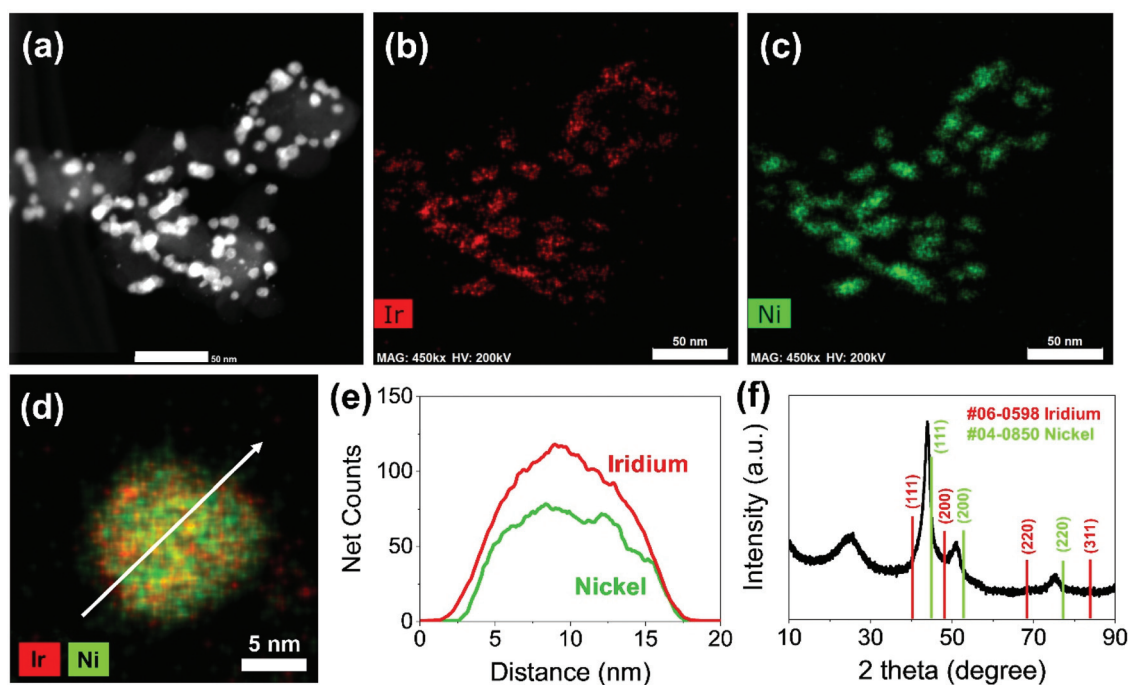 (a)
50 nm
(b)
Ir
MAG: 450kx HV: 200kV
50 nm
(c)
Ni
MAG: 450kx HV: 200kV
50 nm
(d)
Ir
Ni
5 nm
(e)
150
100
50
0
Net Counts
Iridium
Nickel
0
5
10
15
20
Distance (nm)
(f)
Intensity (a.u.)
#06-0598 Iridium
#04-0850 Nickel
(111)
(111)
(200)
(200)
(220)
(220)
(311)
10
30
50
70
90
2 theta (degree)